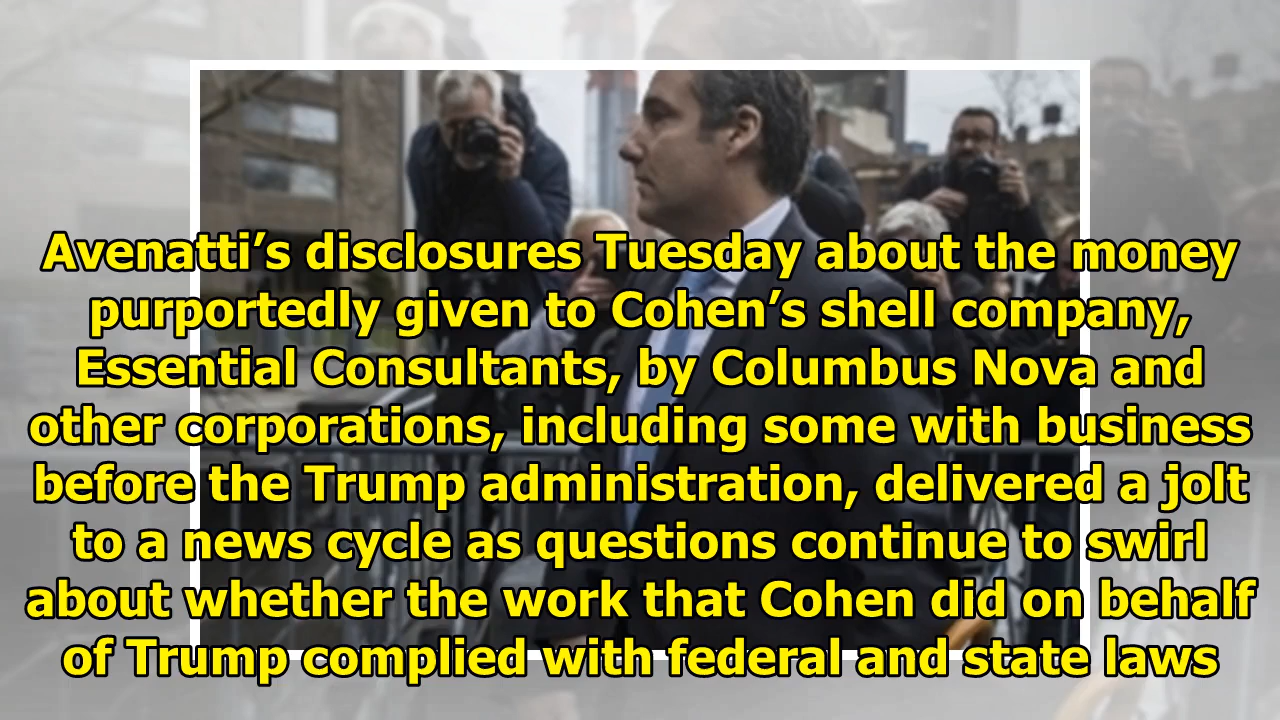 Avenatti’s disclosures Tuesday about the money
purportedly given to Cohen’s shell company,
Essential Consultants, by Columbus Nova and
other corporations, including some with business
before the Trump administration, delivered a jolt
to a news cycle as questions continue to swirl
about whether the work that Cohen did on behalf
of Trump complied with federal and state laws